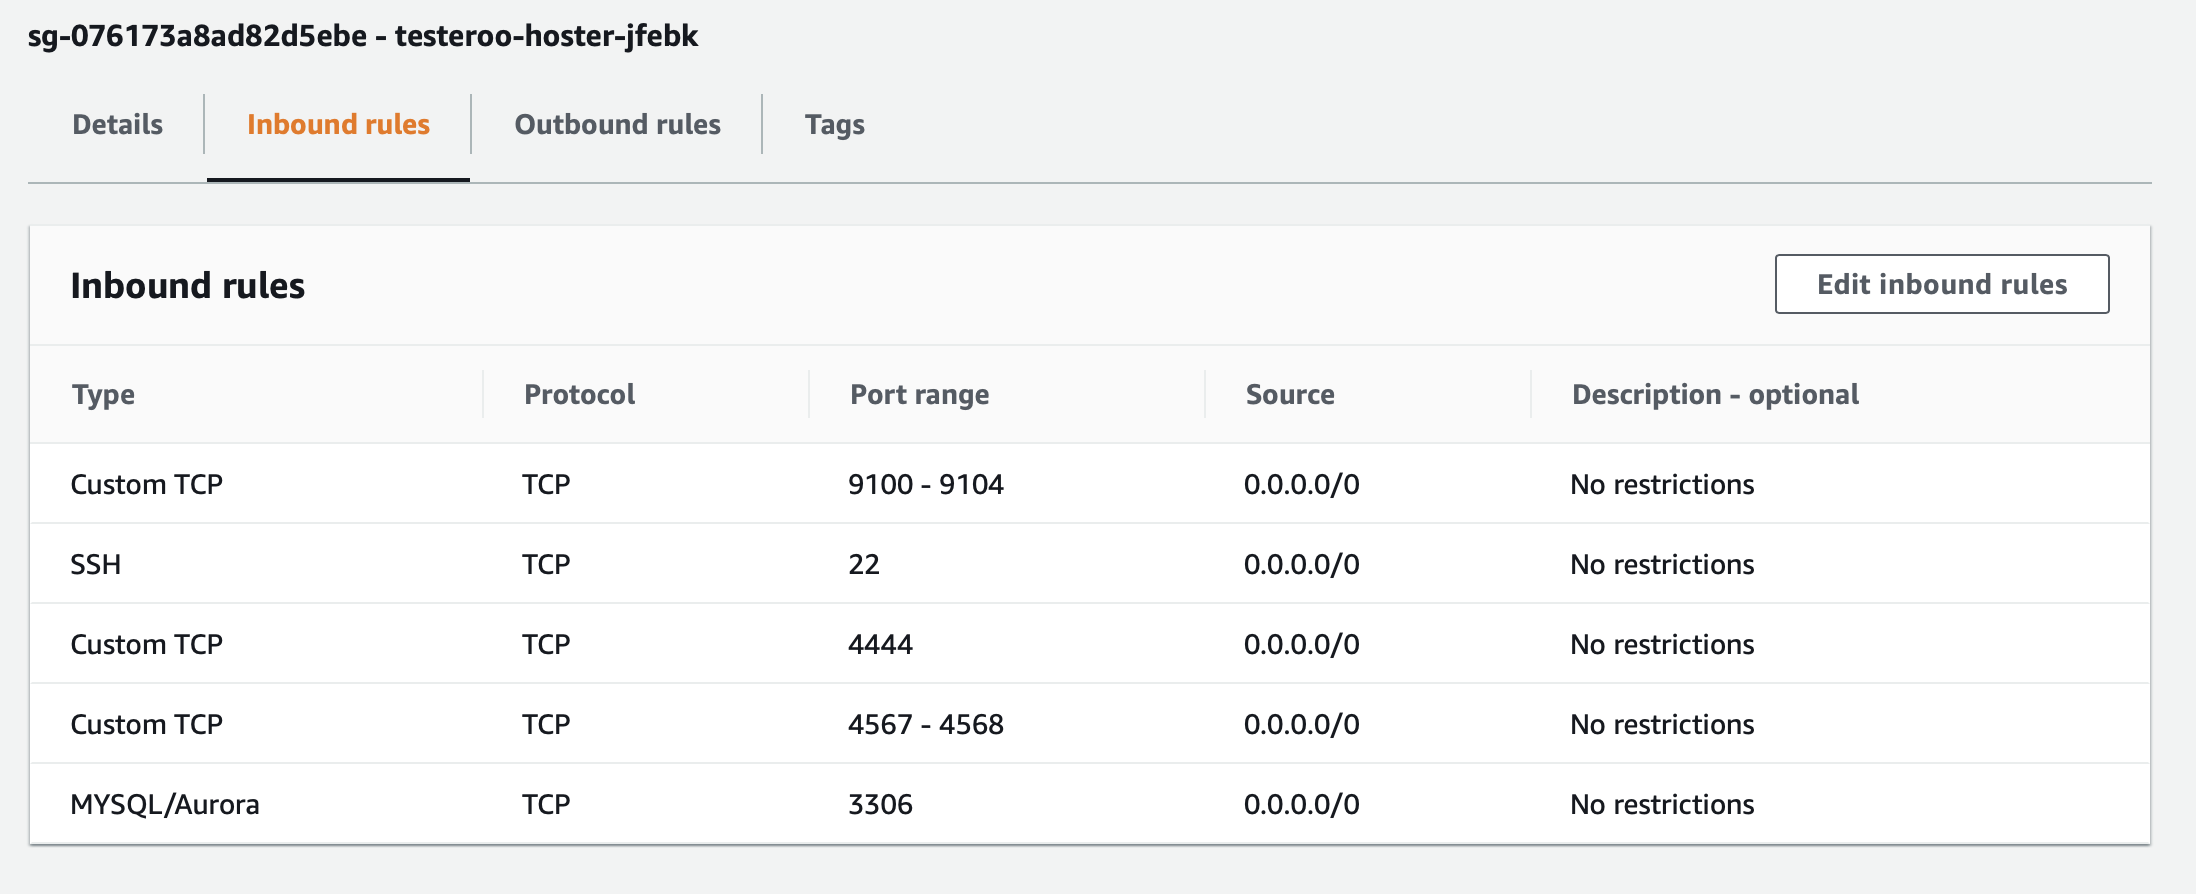 sg-076173a8ad82d5ebe - testeroo-hoster-jfebk
Details Inbound rules Outbound rules Tags
Inbound rules Edit inbound rules
Type Protocol Port range Source Description - optional
Custom TCP TCP 9100 - 9104 0.0.0.0/0 No restrictions
SSH TCP 22 0.0.0.0/0 No restrictions
Custom TCP TCP 4444 0.0.0.0/0 No restrictions
Custom TCP TCP 4567 - 4568 0.0.0.0/0 No restrictions
MYSQL/Aurora TCP 3306 0.0.0.0/0 No restrictions